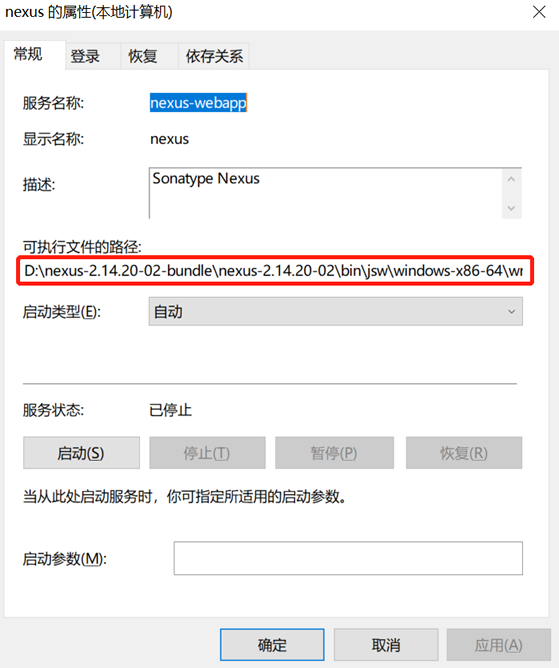 nexus 的属性(本地计算机)
常规 登录 恢复 依存关系
服务名称: nexus-webapp
显示名称: nexus
描述: Sonatype Nexus
可执行文件的路径:
D:\nexus-2.14.20-02-bundle\nexus-2.14.20-02\bin\jsw\windows-x86-64\wr
启动类型(E): 自动
服务状态: 已停止
启动(S) 停止(T) 暂停(P) 恢复(R)
当从此处启动服务时，你可指定所适用的启动参数。
启动参数(M):
确定 取消 应用(A)